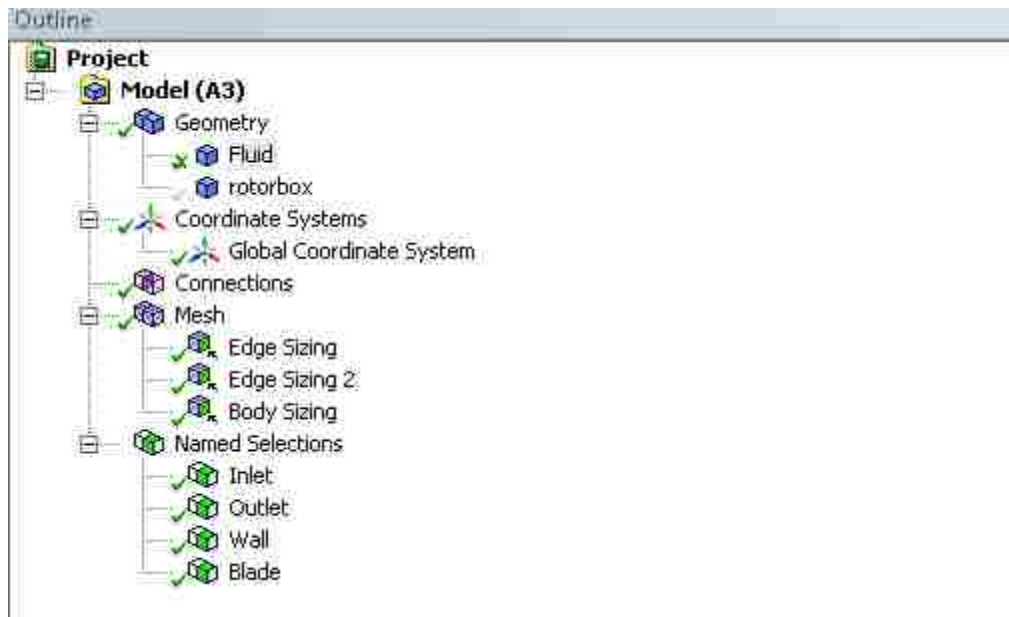 Outline
Project
Model (A3)
Geometry
Fluid
rotorbox
Coordinate Systems
Global Coordinate System
Connections
Mesh
Edge Sizing
Edge Sizing 2
Body Sizing
Named Selections
Inlet
Outlet
Wall
Blade